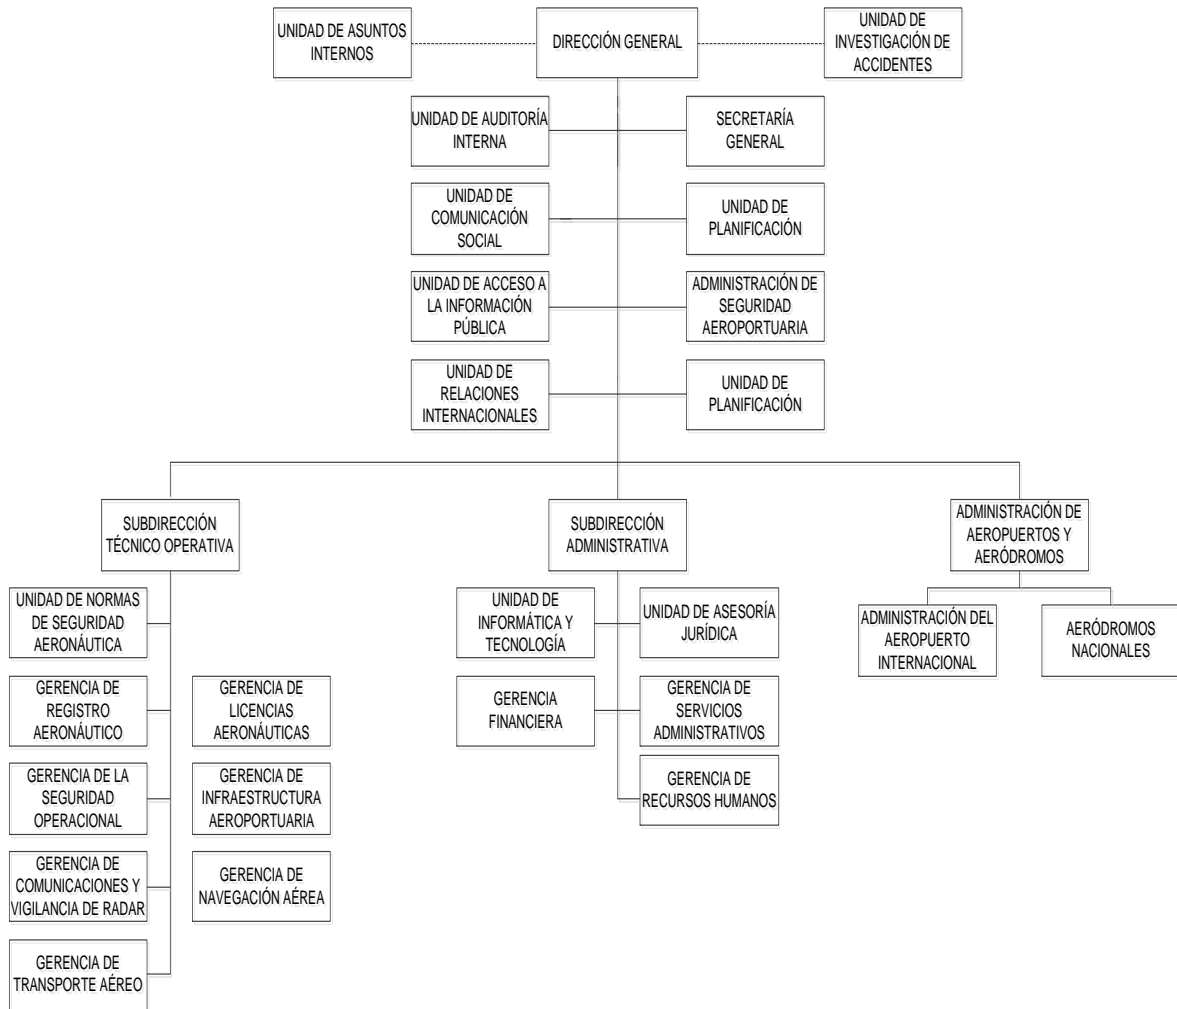 UNIDAD DE ASUNTOS
INTERNOS
DIRECCIÓN GENERAL
UNIDAD DE
INVESTIGACIÓN DE
ACCIDENTES
UNIDAD DE AUDITORÍA
INTERNA
SECRETARÍA
GENERAL
UNIDAD DE
COMUNICACIÓN
SOCIAL
UNIDAD DE
PLANIFICACIÓN
UNIDAD DE ACCESO A
LA INFORMACIÓN
PÚBLICA
ADMINISTRACIÓN DE
SEGURIDAD
AEROPORTUARIA
UNIDAD DE
RELACIONES
INTERNACIONALES
UNIDAD DE
PLANIFICACIÓN
SUBDIRECCIÓN
TÉCNICO OPERATIVA
SUBDIRECCIÓN
ADMINISTRATIVA
ADMINISTRACIÓN DE
AEROPUERTOS Y
AERÓDROMOS
UNIDAD DE NORMAS
DE SEGURIDAD
AERONÁUTICA
UNIDAD DE
INFORMÁTICA Y
TECNOLOGÍA
UNIDAD DE ASESORÍA
JURÍDICA
ADMINISTRACIÓN DEL
AEROPUERTO
INTERNACIONAL
AERÓDROMOS
NACIONALES
GERENCIA DE
REGISTRO
AERONÁUTICO
GERENCIA DE
LICENCIAS
AERONÁUTICAS
GERENCIA
FINANCIERA
GERENCIA DE
SERVICIOS
ADMINISTRATIVOS
GERENCIA DE LA
SEGURIDAD
OPERACIONAL
GERENCIA DE
INFRAESTRUCTURA
AEROPORTUARIA
GERENCIA DE
RECURSOS HUMANOS
GERENCIA DE
COMUNICACIONES Y
VIGILANCIA DE RADAR
GERENCIA DE
NAVEGACIÓN AÉREA
GERENCIA DE
TRANSPORTE AÉREO